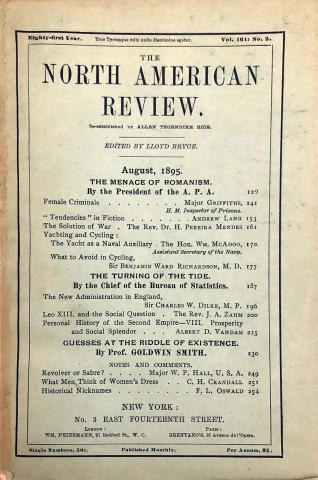 Eighty-first Year. Tros Tyriusque mihi nullo discrimine agetur. Vol. 161: No. 2.
THE
NORTH AMERICAN
REVIEW.
Re-established by ALLEN THORNDIKE RICE.
EDITED BY LLOYD BRYCE.
August, 1895.
THE MENACE OF ROMANISM.
By the President of the A. P. A. 129
Female Criminals . . . . . . . . Major GRIFFITHS, 141
H. M. Inspector of Prisons.
"Tendencies" in Fiction . . . . . . . ANDREW LANG 153
The Solution of War . The Rev. Dr. H. PEREIRA MENDES 161
Yachting and Cycling:
The Yacht as a Naval Auxiliary . The Hon. WM. MCADOO, 170
Assistant Secretary of the Navy.
What to Avoid in Cycling,
Sir BENJAMIN WARD RICHARDSON, M. D. 177
THE TURNING OF THE TIDE.
By the Chief of the Bureau of Statistics. 187
The New Administration in England,
Sir CHARLES W. DILKE, M. P. 196
Leo XIII. and the Social Question . The Rev. J. A. ZAHM 200
Personal History of the Second Empire—VIII. Prosperity
and Social Splendor . . . ALBERT D. VANDAM 215
GUESSES AT THE RIDDLE OF EXISTENCE.
By Prof. GOLDWIN SMITH. 230
NOTES AND COMMENTS.
Revolver or Sabre? . . . . Major W. P. HALL, U. S. A. 249
What Men Think of Women's Dress . . C. H. CRANDALL 251
Historical Nicknames . . . . . . . F. L. OSWALD 254
NEW YORK:
No. 3 EAST FOURTEENTH STREET.
LONDON: PARIS:
WM. HEINEMANN, 21 Bedford St., W. C. BRENTANO'S, 37 Avenue de l'Opera.
Single Numbers, 50c. Published Monthly. Per Annum, $5.